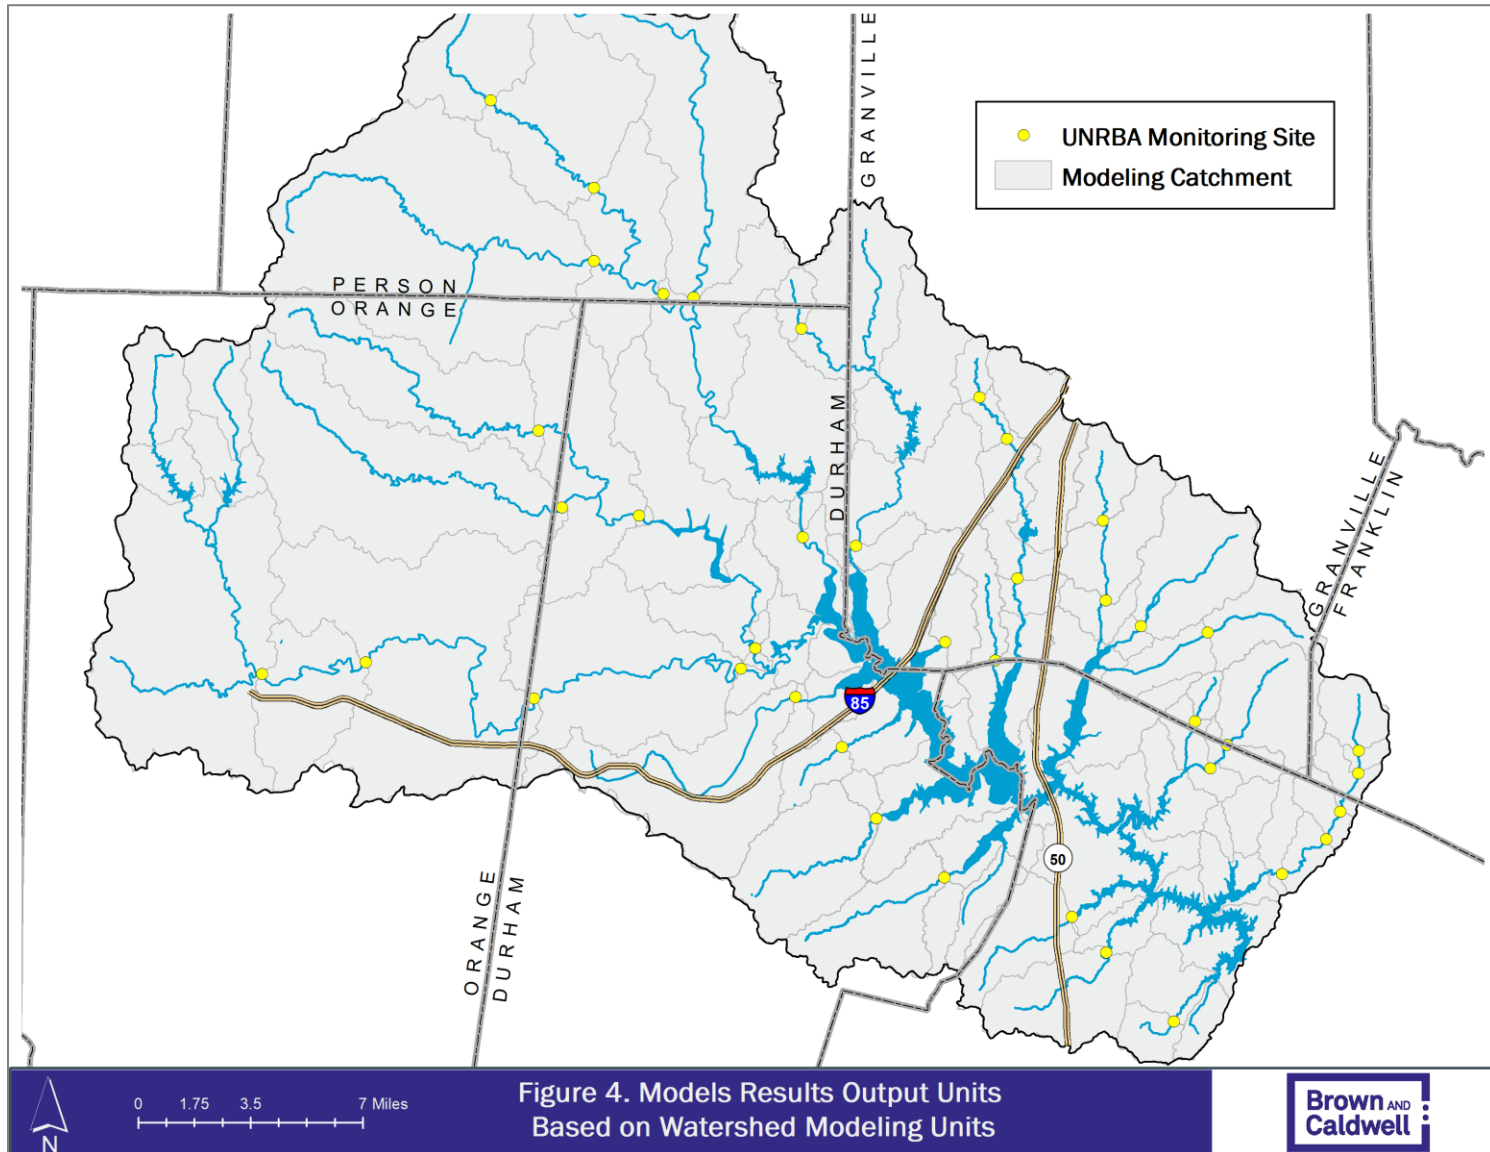 GRANVILLE
UNRBA Monitoring Site
Modeling Catchment
PERSON
ORANGE
DURHAM
GRANVILLE
FRANKLIN
85
50
ORANGE
DURHAM
N
0 1.75 3.5 7 Miles
Figure 4. Models Results Output Units
Based on Watershed Modeling Units
Brown AND
Caldwell